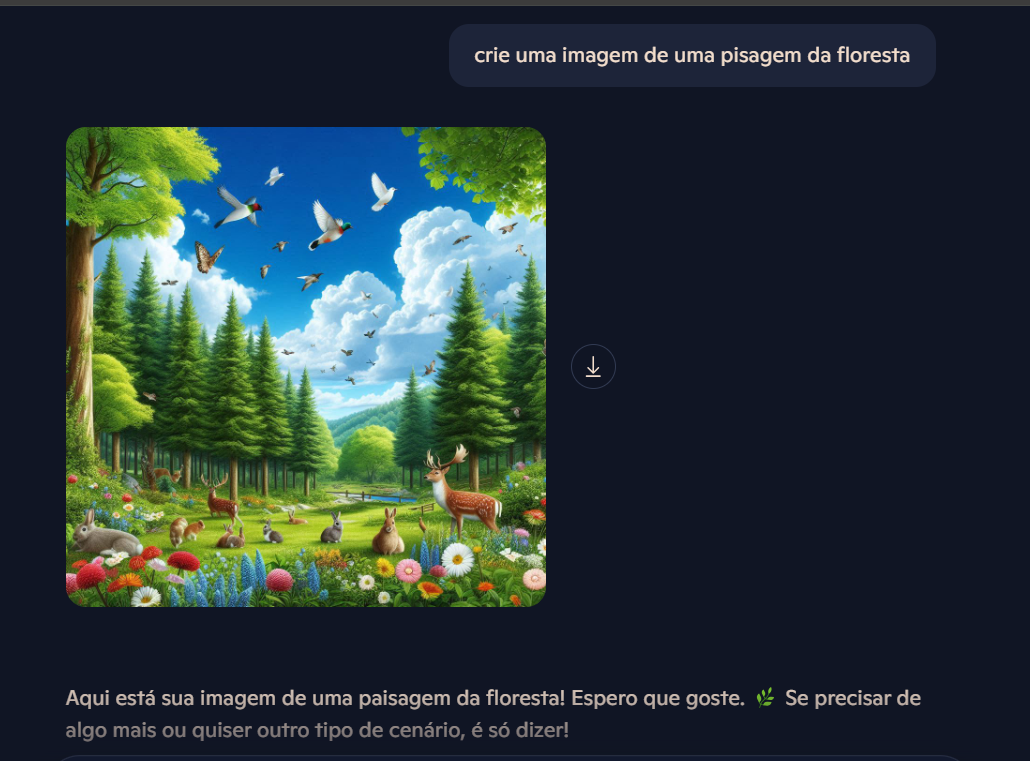 crie uma imagem de uma pisagem da floresta
Aqui está sua imagem de uma paisagem da floresta! Espero que goste. 🌿 Se precisar de
algo mais ou quiser outro tipo de cenário, é só dizer!